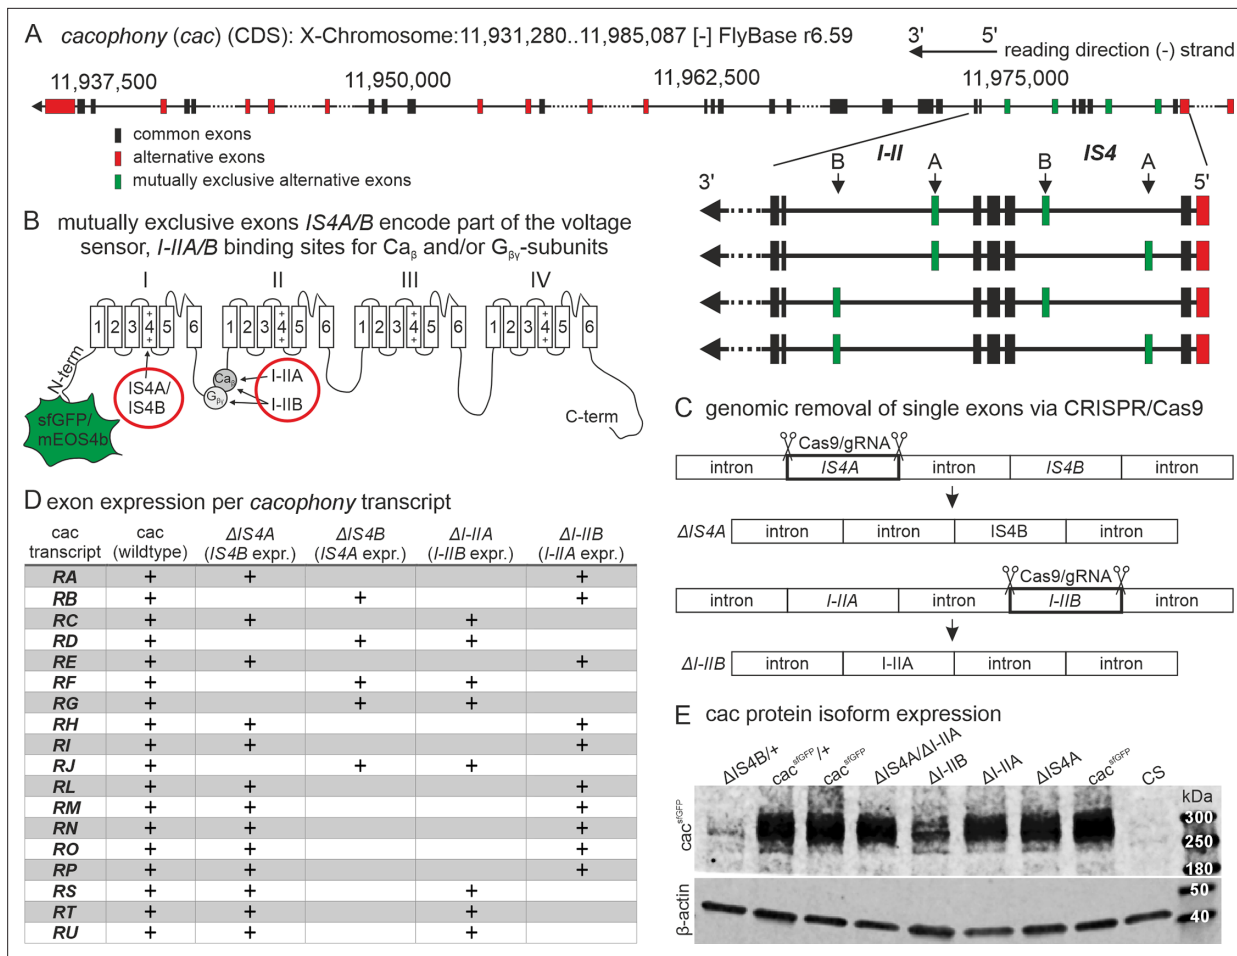 A cacophony (cac) (CDS): X-Chromosome:11,931,280..11,985,087 [-] FlyBase r6.59
3' 5'
reading direction (-) strand
11,937,500 11,950,000 11,962,500 11,975,000
common exons
alternative exons
mutually exclusive alternative exons
I-II IS4
B A B A
3' 5'
B mutually exclusive exons IS4A/B encode part of the voltage
sensor, I-IIA/B binding sites for Caβ and/or Gβγ-subunits
I II III IV
1 2 3 +4+ 5 6 1 2 3 +4+ 5 6 1 2 3 +4+ 5 6 1 2 3 +4+ 5 6
N-term
IS4A/
IS4B
Caβ
Gβγ
I-IIA
I-IIB
sfGFP/
mEOS4b
C-term
C genomic removal of single exons via CRISPR/Cas9
Cas9/gRNA
intron IS4A intron IS4B intron
ΔIS4A intron intron IS4B intron
Cas9/gRNA
intron I-IIA intron I-IIB intron
ΔI-IIB intron I-IIA intron intron
D exon expression per cacophony transcript
cac transcript cac (wildtype) ΔIS4A (IS4B expr.) ΔIS4B (IS4A expr.) ΔI-IIA (I-IIB expr.) ΔI-IIB (I-IIA expr.)
RA + + +
RB + + +
RC + + +
RD + + +
RE + + +
RF + + +
RG + + +
RH + + +
RI + + +
RJ + + +
RL + + +
RM + + +
RN + + +
RO + + +
RP + + +
RS + + +
RT + + +
RU + + +
E cac protein isoform expression
ΔIS4B/+ cacsfGFP/+ cacsfGFP ΔIS4A/ΔI-IIA ΔI-IIB ΔI-IIA ΔIS4A cacsfGFP CS
kDa
cacsfGFP
300
250
180
β-actin
50
40